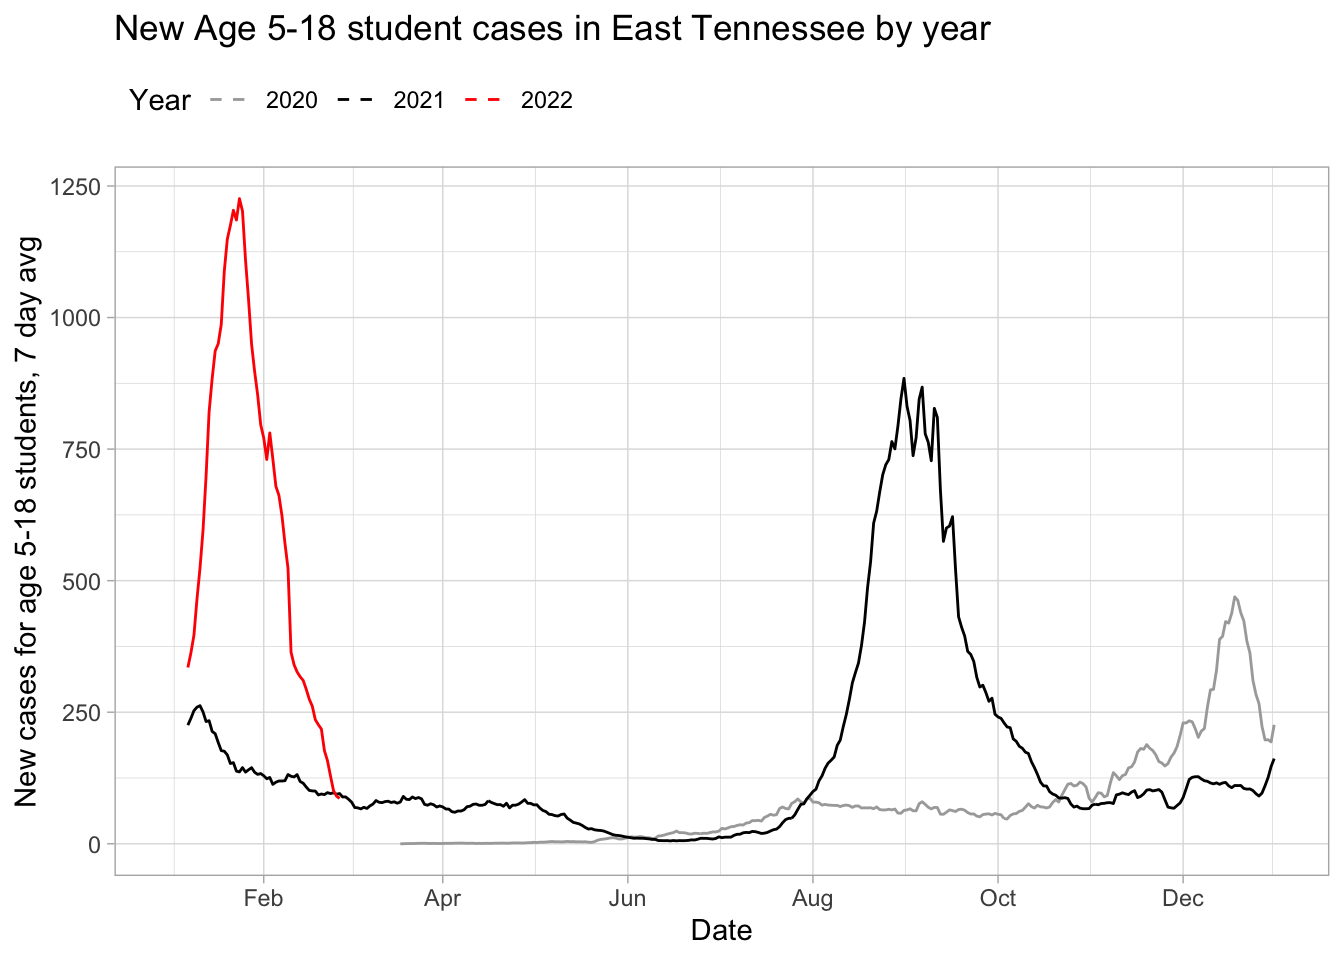 New Age 5-18 student cases in East Tennessee by year
Year 2020 2021 2022
New cases for age 5-18 students, 7 day avg
1250
1000
750
500
250
0
Feb Apr Jun Aug Oct Dec
Date